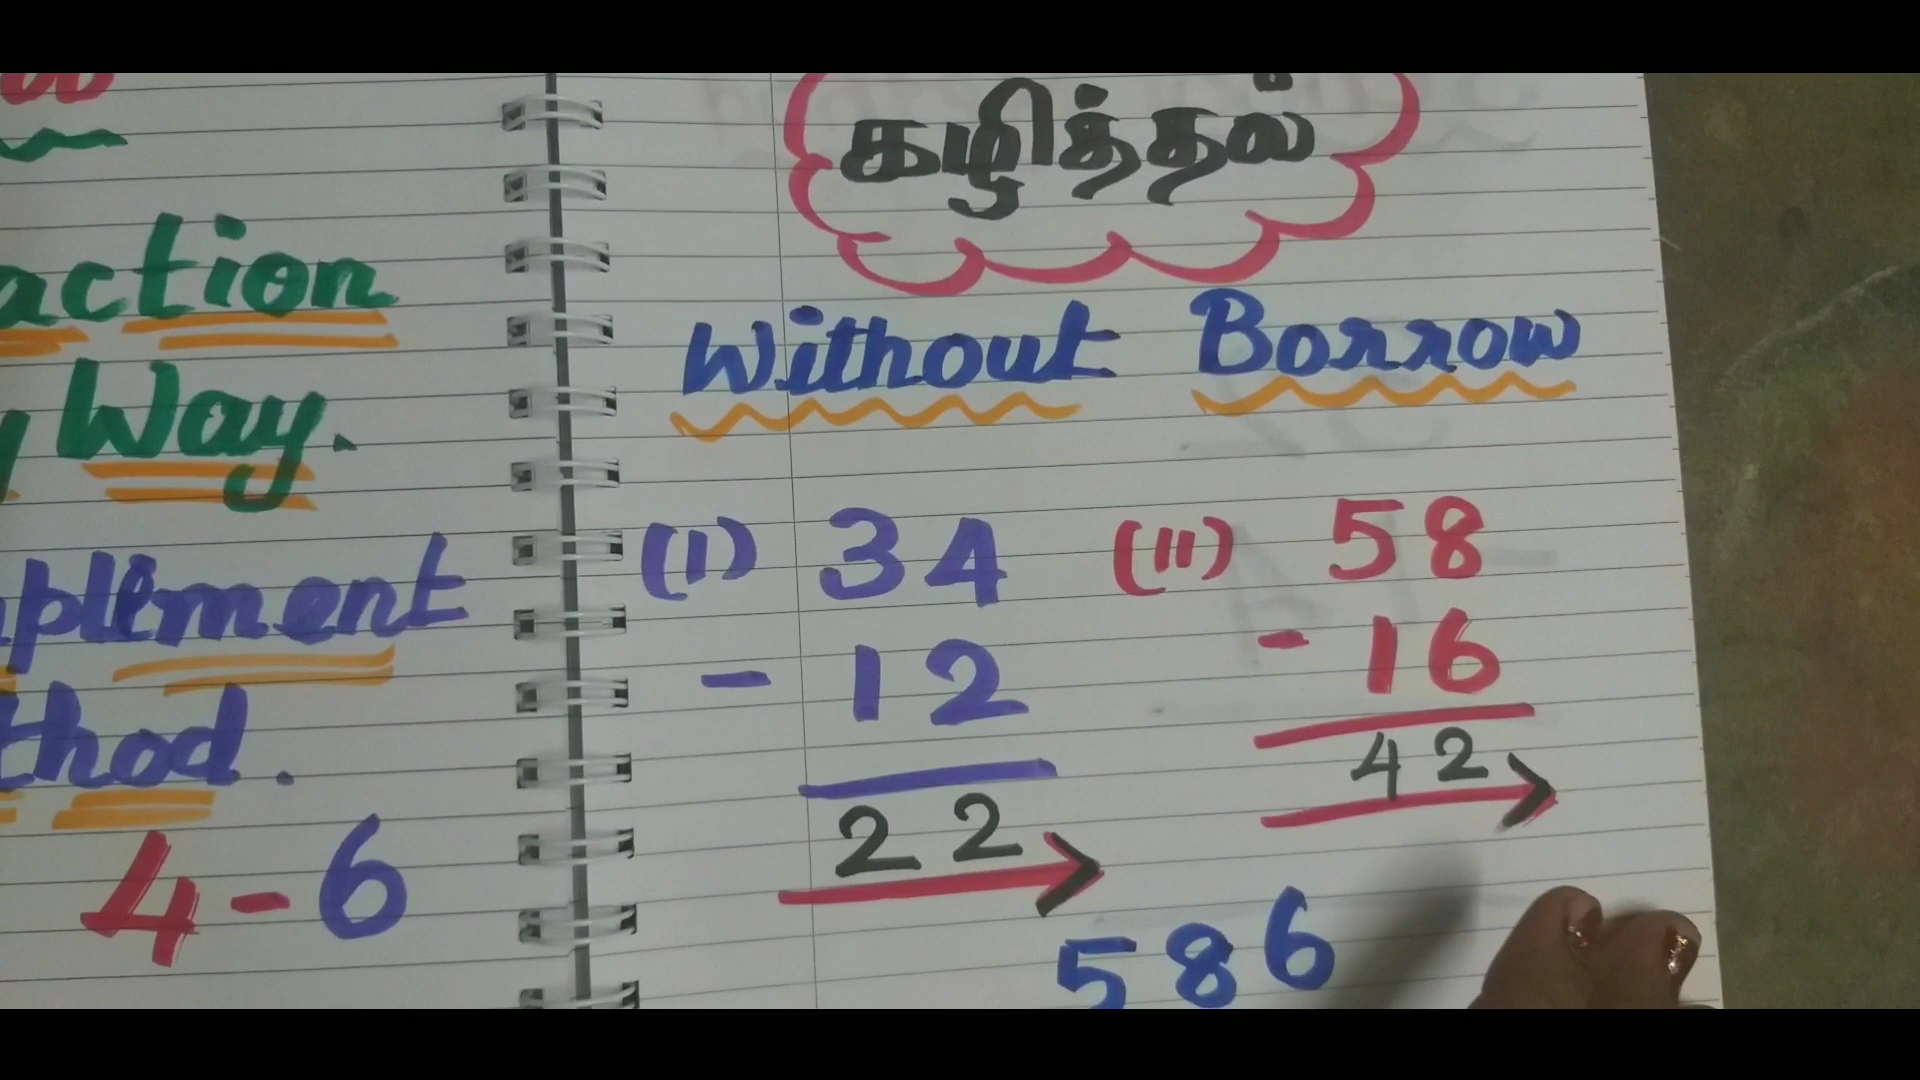 action
Way.
plement
thod.
4-6
கழித்தல்
Without Borrow
(I) 34
- 12
22
(II) 58
- 16
42
586